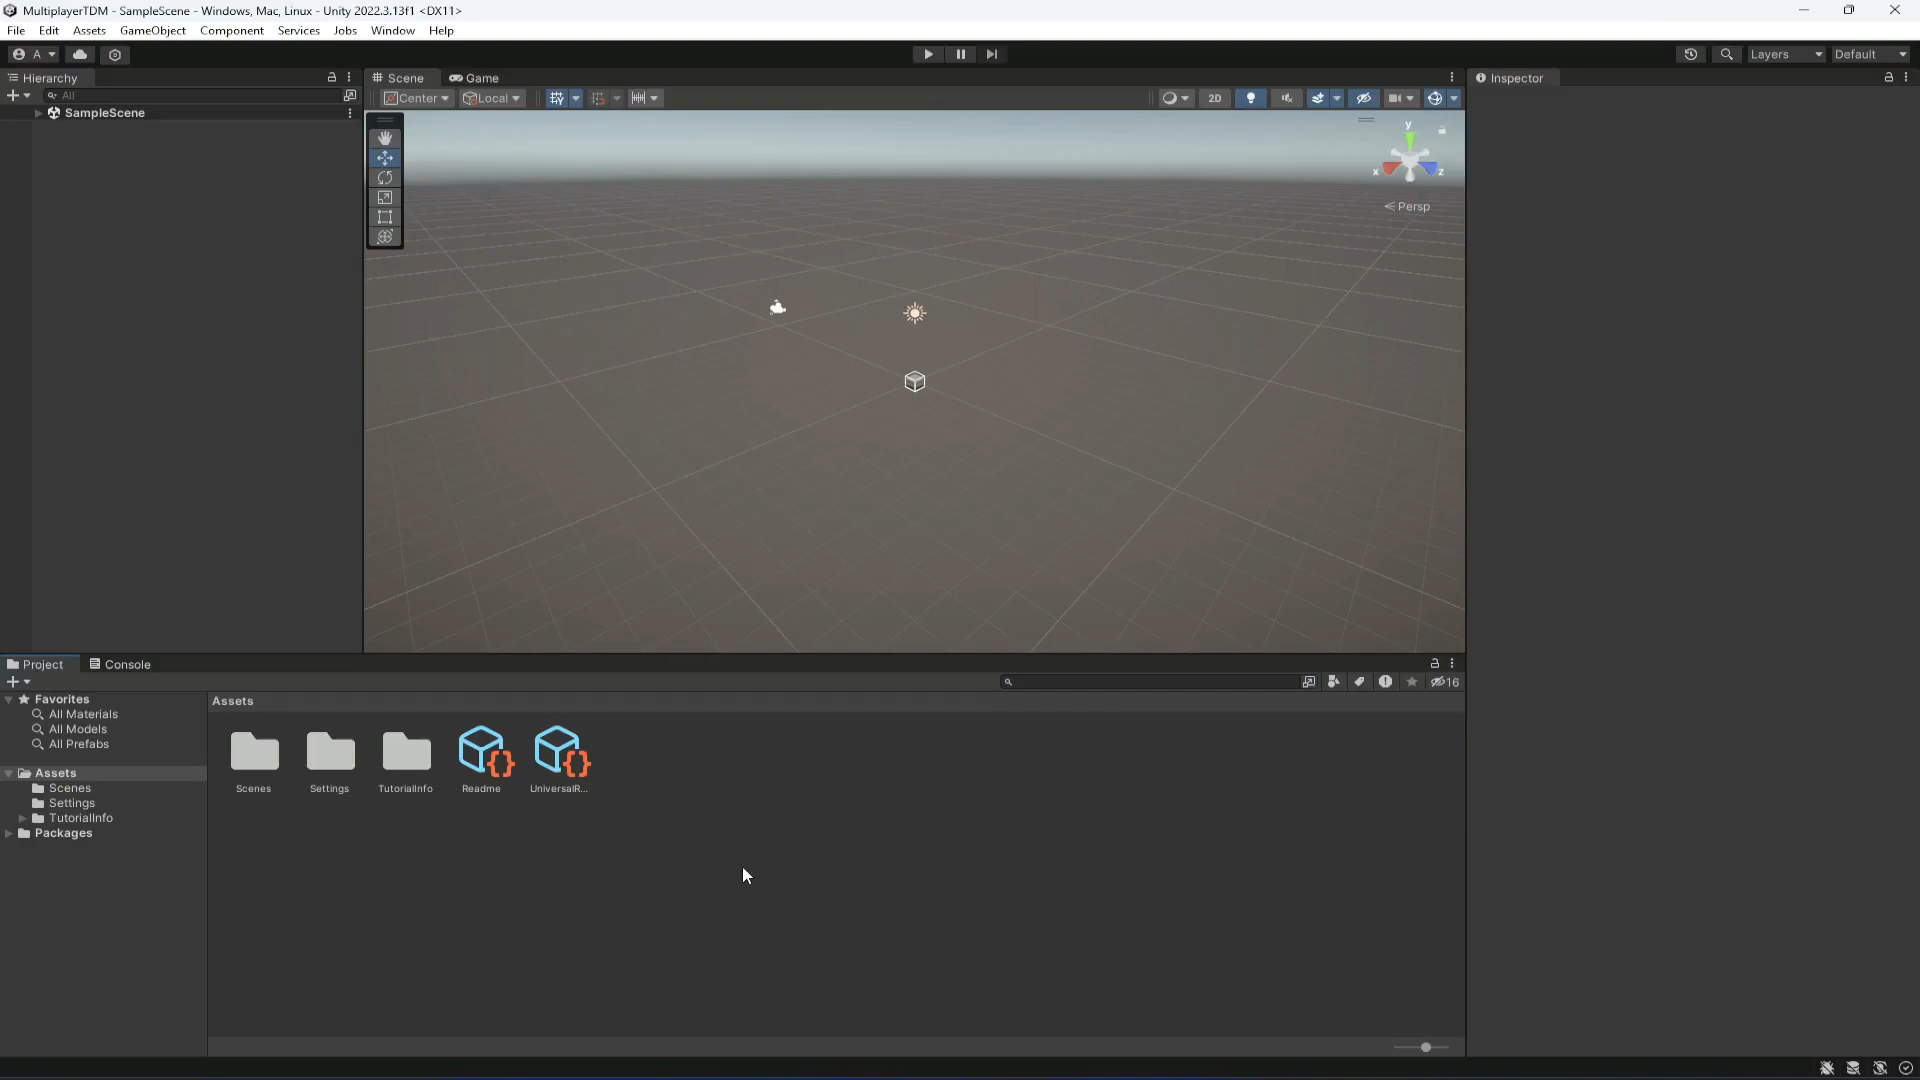 MultiplayerTDM - SampleScene - Windows, Mac, Linux - Unity 2022.3.13f1 <DX11>
File Edit Assets GameObject Component Services Jobs Window Help
A
Layers
Default
Hierarchy
Scene
Game
Inspector
All
Center
Local
2D
SampleScene
y
x
z
Persp
Project
Console
16
Favorites
All Materials
All Models
All Prefabs
Assets
Scenes
Settings
TutorialInfo
Packages
Assets
Scenes
Settings
TutorialInfo
Readme
UniversalR...